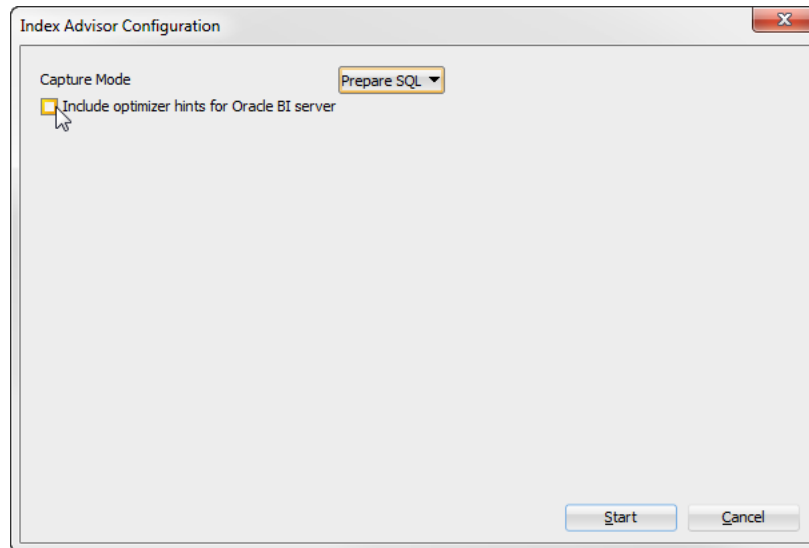 Index Advisor Configuration
Capture Mode Prepare SQL
Include optimizer hints for Oracle BI server
Start Cancel